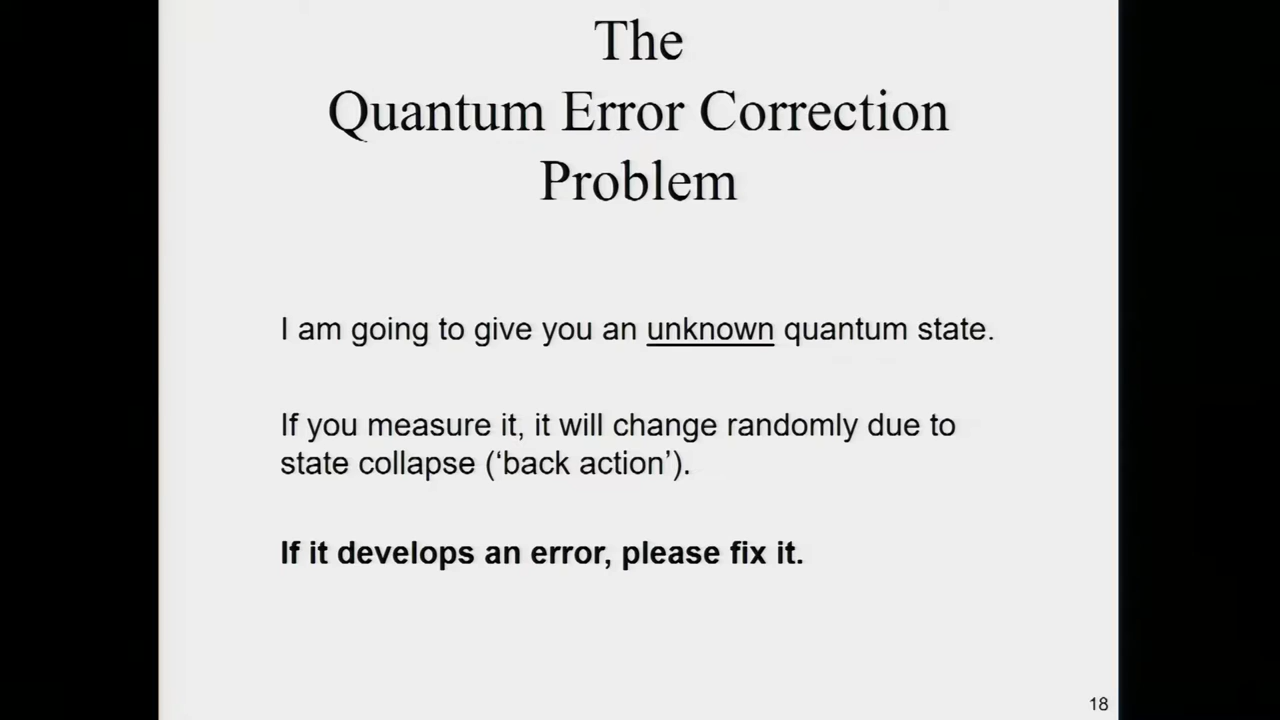 The
Quantum Error Correction
Problem
I am going to give you an unknown quantum state.
If you measure it, it will change randomly due to
state collapse (‘back action’).
If it develops an error, please fix it.
18